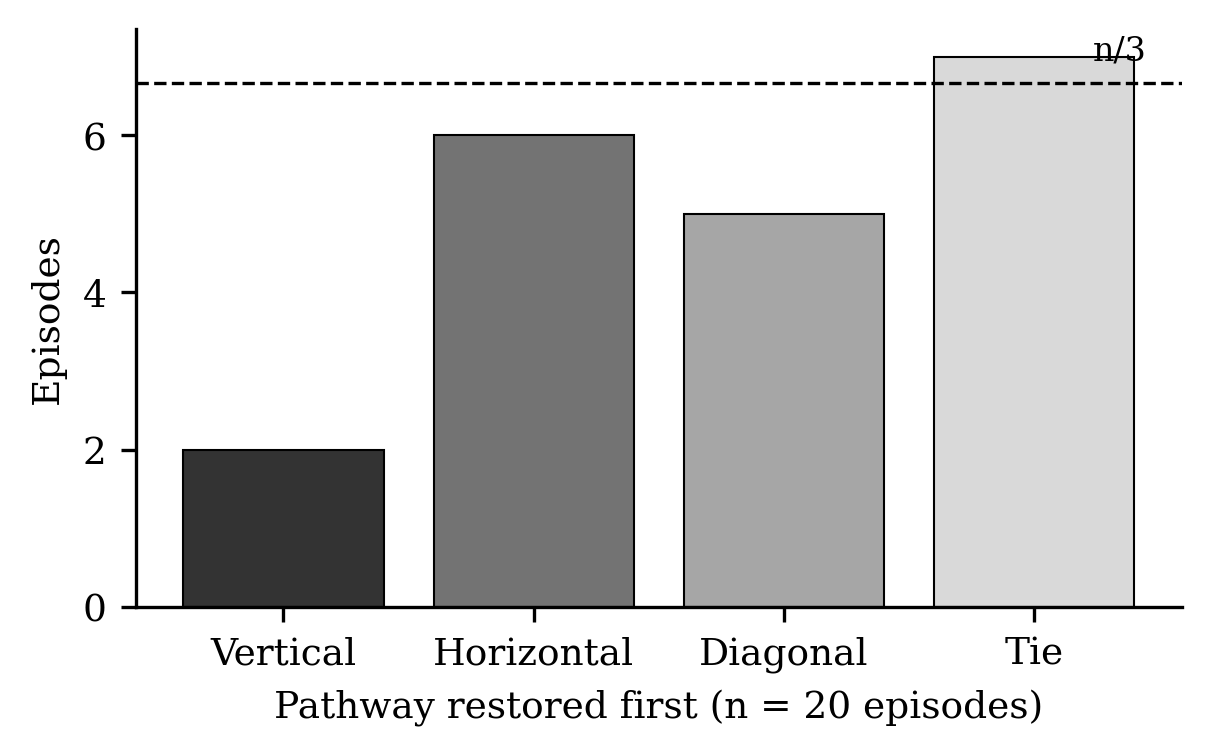 n/3
6
4
2
0
Episodes
Vertical Horizontal Diagonal Tie
Pathway restored first (n = 20 episodes)